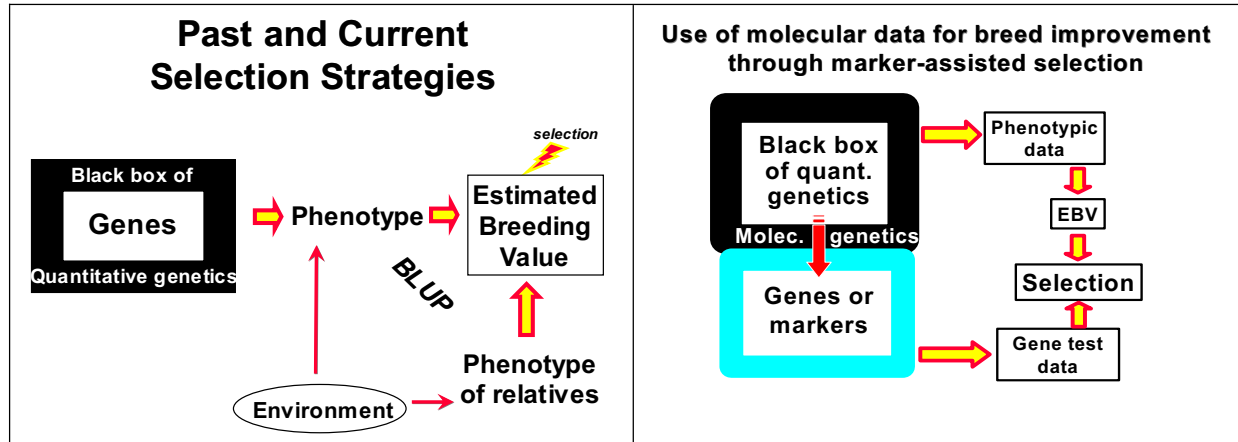 Past and Current
Selection Strategies
selection
Black box of
Genes
Quantitative genetics
Phenotype
Estimated
Breeding
Value
BLUP
Phenotype
of relatives
Environment
Use of molecular data for breed improvement
through marker-assisted selection
Black box
of quant.
genetics
Molec. genetics
Genes or
markers
Phenotypic
data
EBV
Selection
Gene test
data